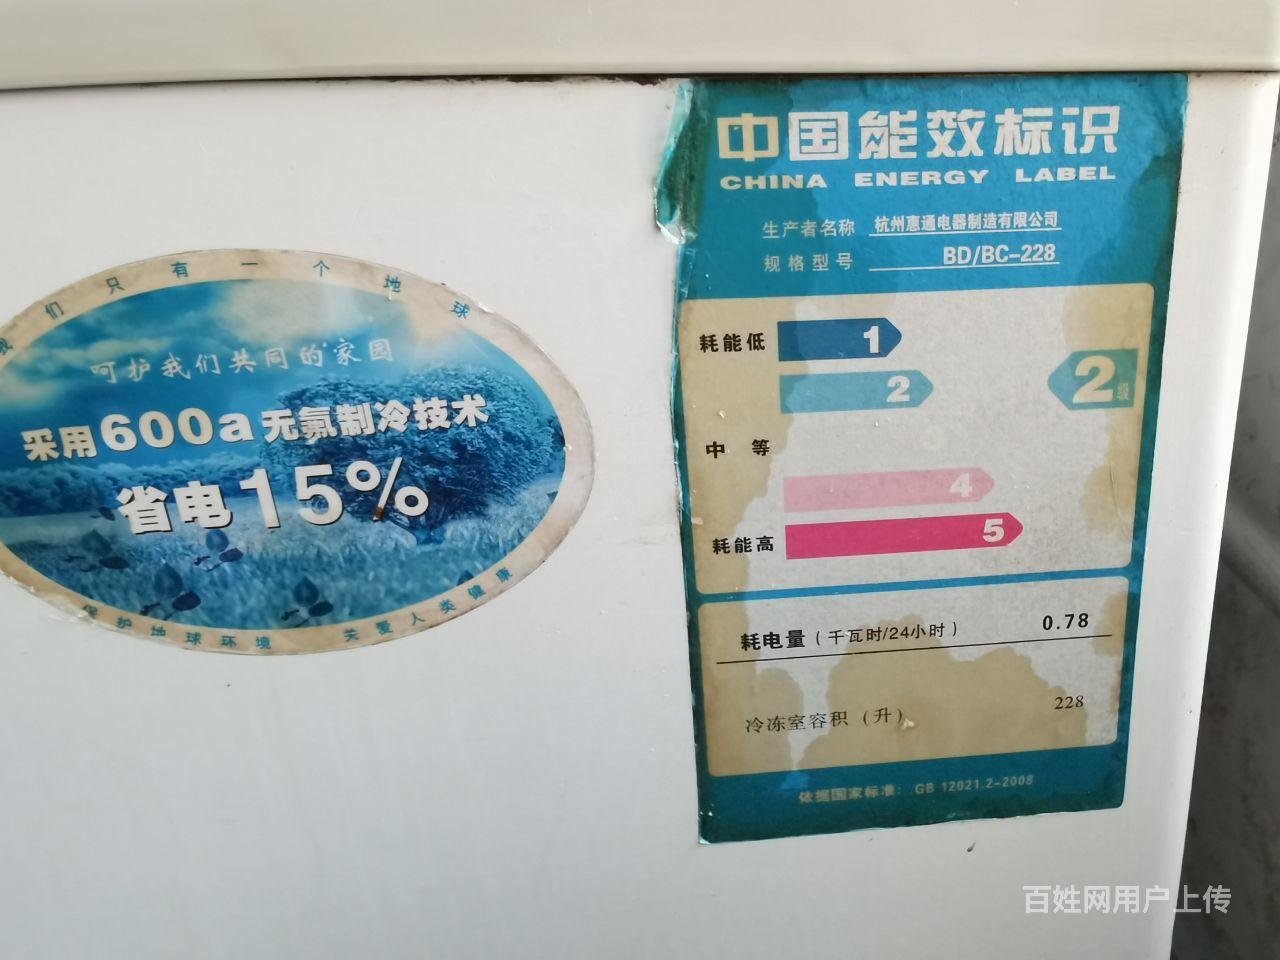 我们只有一个地球
呵护我们共同的家园
采用600a无氟制冷技术
省电15%
保护地球环境 关爱人类健康
中国能效标识
CHINA ENERGY LABEL
生产者名称 杭州惠通电器制造有限公司
规格型号 BD/BC-228
耗能低 1
2 2级
中等 3
4
耗能高 5
耗电量(千瓦时/24小时) 0.78
冷冻室容积(升) 228
依据国家标准: GB 12021.2-2008
百姓网用户上传